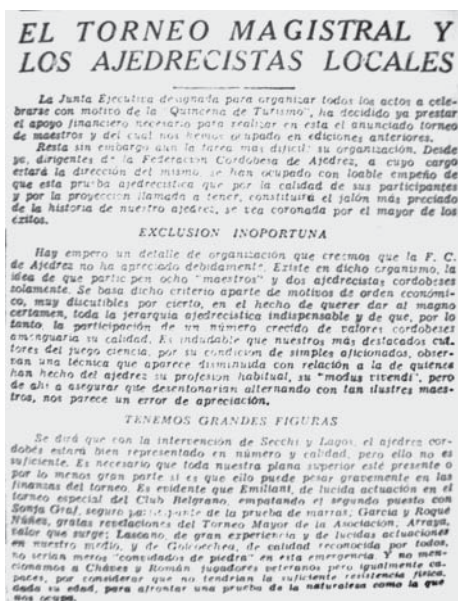 EL TORNEO MAGISTRAL Y
LOS AJEDRECISTAS LOCALES
La Junta Ejecutiva designada para organizar todos los actos a cele-
brarse con motivo de la "Quincena de Turismo", ha decidido ya prestar
el apoyo financiero necesario para realizar en esta el anunciado torneo
de maestros y del cual nos hemos ocupado en ediciones anteriores.
Resta sin embargo aun la tarea más difícil: su organización. Desde
ya, dirigentes de la Federación Cordobesa de Ajedrez, a cuyo cargo
estará la dirección del mismo, se han ocupado con loable empeño de
que esta prueba ajedrecística que por la calidad de sus participantes
y por la proyección llamada a tener, constituirá el jalón más preciado
de la historia de nuestro ajedrez, se vea coronada por el mayor de los
éxitos.
EXCLUSION INOPORTUNA
Hay empero un detalle de organización que creemos que la F. C.
de Ajedrez no ha apreciado debidamente. Existe en dicho organismo, la
idea de que participen ocho "maestros" y dos ajedrecistas cordobeses
solamente. Se basa dicho criterio aparte de motivos de orden económi-
co, muy discutibles por cierto, en el hecho de querer dar al magno
certamen, toda la jerarquía ajedrecística indispensable y de que, por lo
tanto, la participación de un número crecido de valores cordobeses
amenguaría su calidad. Es indudable que nuestros más destacados cul-
tores del juego ciencia, por su condición de simples aficionados, obser-
van una técnica que aparece disminuida con relación a la de quienes
han hecho del ajedrez su profesión habitual, su "modus vivendi", pero
de ahí a asegurar que desentonarían alternando con tan ilustres maes-
tros, nos parece un error de apreciación.
TENEMOS GRANDES FIGURAS
Se dirá que con la intervención de Secchi y Lagos, el ajedrez cor-
dobés estará bien representado en número y calidad, pero ello no es
suficiente. Es necesario que toda nuestra plana superior esté presente o
por lo menos gran parte si es que ello puede pesar gravemente en las
finanzas del torneo. Es evidente que Emiliani, de lucida actuación en el
torneo especial del Club Belgrano, empatando el segundo puesto con
Sonja Graf, seguro participante de la prueba de marras; García y Roque
Núñez, gratas revelaciones del Torneo Mayor de la Asociación; Arraya,
valor que surge; Lascano, de gran experiencia y de lucidas actuaciones
en nuestro medio, y de Goicoechea, de calidad reconocida por todos,
no serían meros "convidados de piedra" en esta emergencia. Y no men-
cionamos a Cháves y Román jugadores veteranos pero igualmente ca-
paces, por considerar que no tendrían la suficiente resistencia física,
dada su edad, para afrontar una prueba de la naturaleza como la que
nos ocupa.